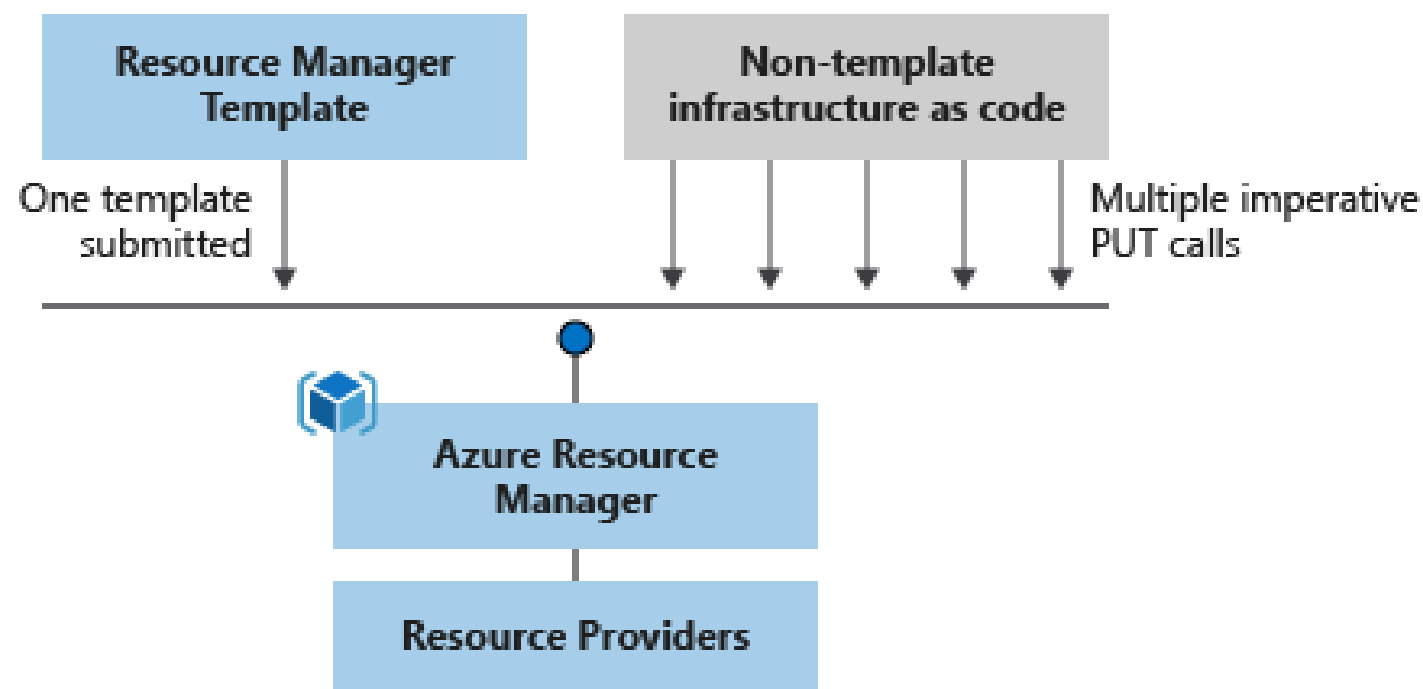 Resource Manager
Template
Non-template
infrastructure as code
One template
submitted
Multiple imperative
PUT calls
Azure Resource
Manager
Resource Providers